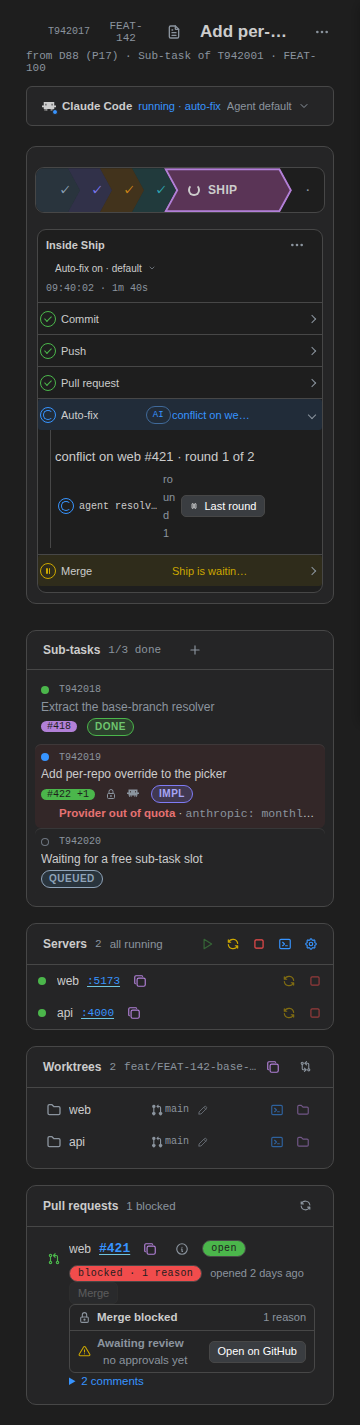 T942017 FEAT-142 Add per-...
from D88 (P17) · Sub-task of T942001 · FEAT-
100
Claude Code running · auto-fix Agent default
SHIP
Inside Ship
Auto-fix on · default
09:40:02 · 1m 40s
Commit
Push
Pull request
Auto-fix AI conflict on we...
conflict on web #421 · round 1 of 2
agent resolv… round 1 Last round
Merge Ship is waitin...
Sub-tasks 1/3 done
T942018
Extract the base-branch resolver
#418 DONE
T942019
Add per-repo override to the picker
#422 +1 IMPL
Provider out of quota · anthropic: monthl...
T942020
Waiting for a free sub-task slot
QUEUED
Servers 2 all running
web :5173
api :4000
Worktrees 2 feat/FEAT-142-base-...
web main
api main
Pull requests 1 blocked
web #421 open
blocked · 1 reason opened 2 days ago
Merge
Merge blocked 1 reason
Awaiting review
no approvals yet Open on GitHub
2 comments